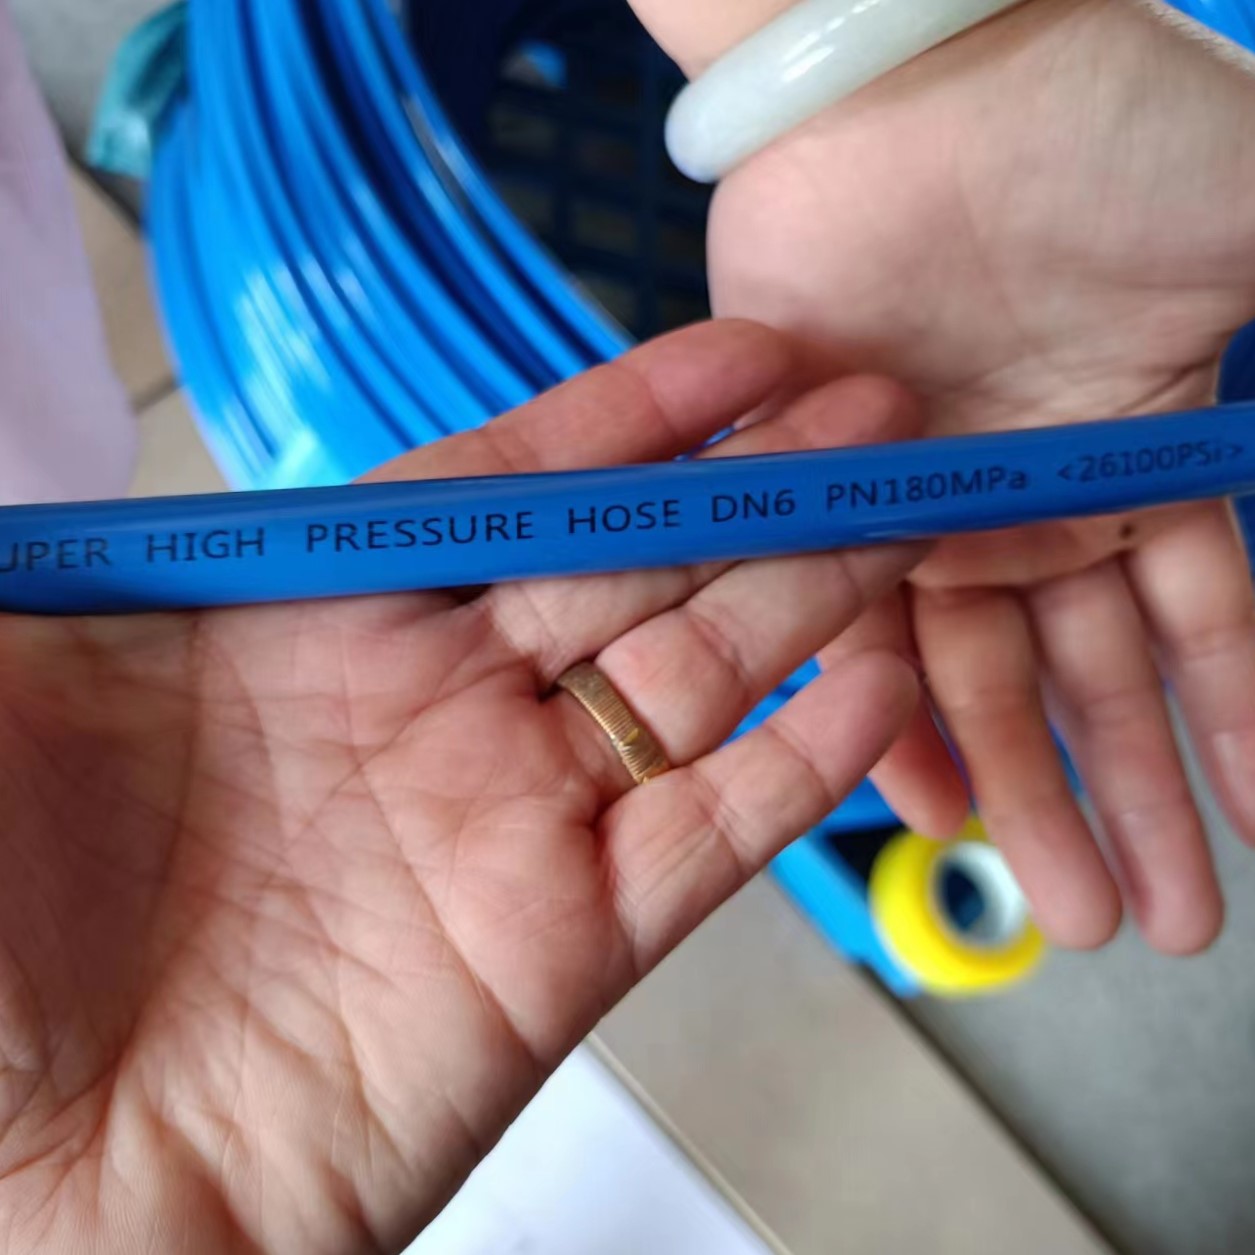 UPER HIGH PRESSURE HOSE DN6 PN180MPa <26100PSi>